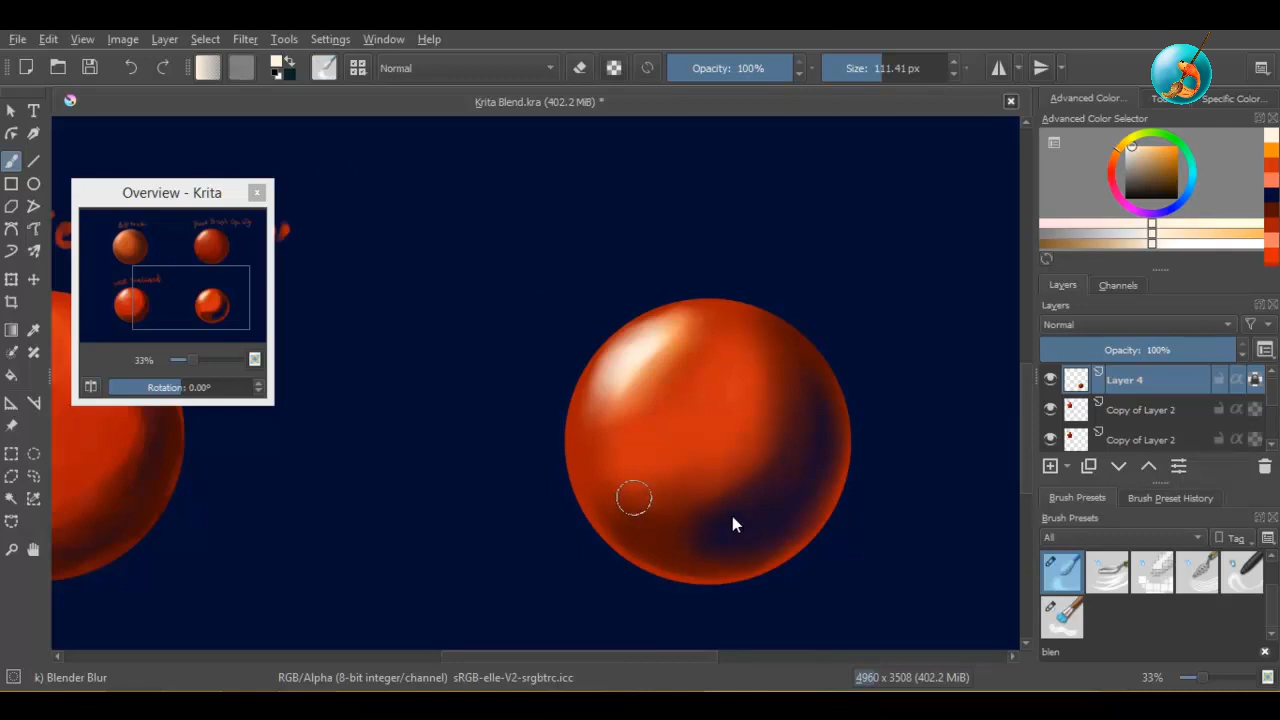 File Edit View Image Layer Select Filter Tools Settings Window Help
Normal Opacity: 100% Size: 111.41 px
Krita Blend.kra (402.2 MiB) *
Overview - Krita
33%
Rotation: 0.00°
Advanced Color... Specific Color...
Advanced Color Selector
Layers Channels
Layers
Normal
Opacity: 100%
Layer 4
Copy of Layer 2
Copy of Layer 2
Brush Presets Brush Preset History
Brush Presets
All Tag
blen
k) Blender Blur RGB/Alpha (8-bit integer/channel) sRGB-elle-V2-srgbtrc.icc 4960 x 3508 (402.2 MiB) 33%